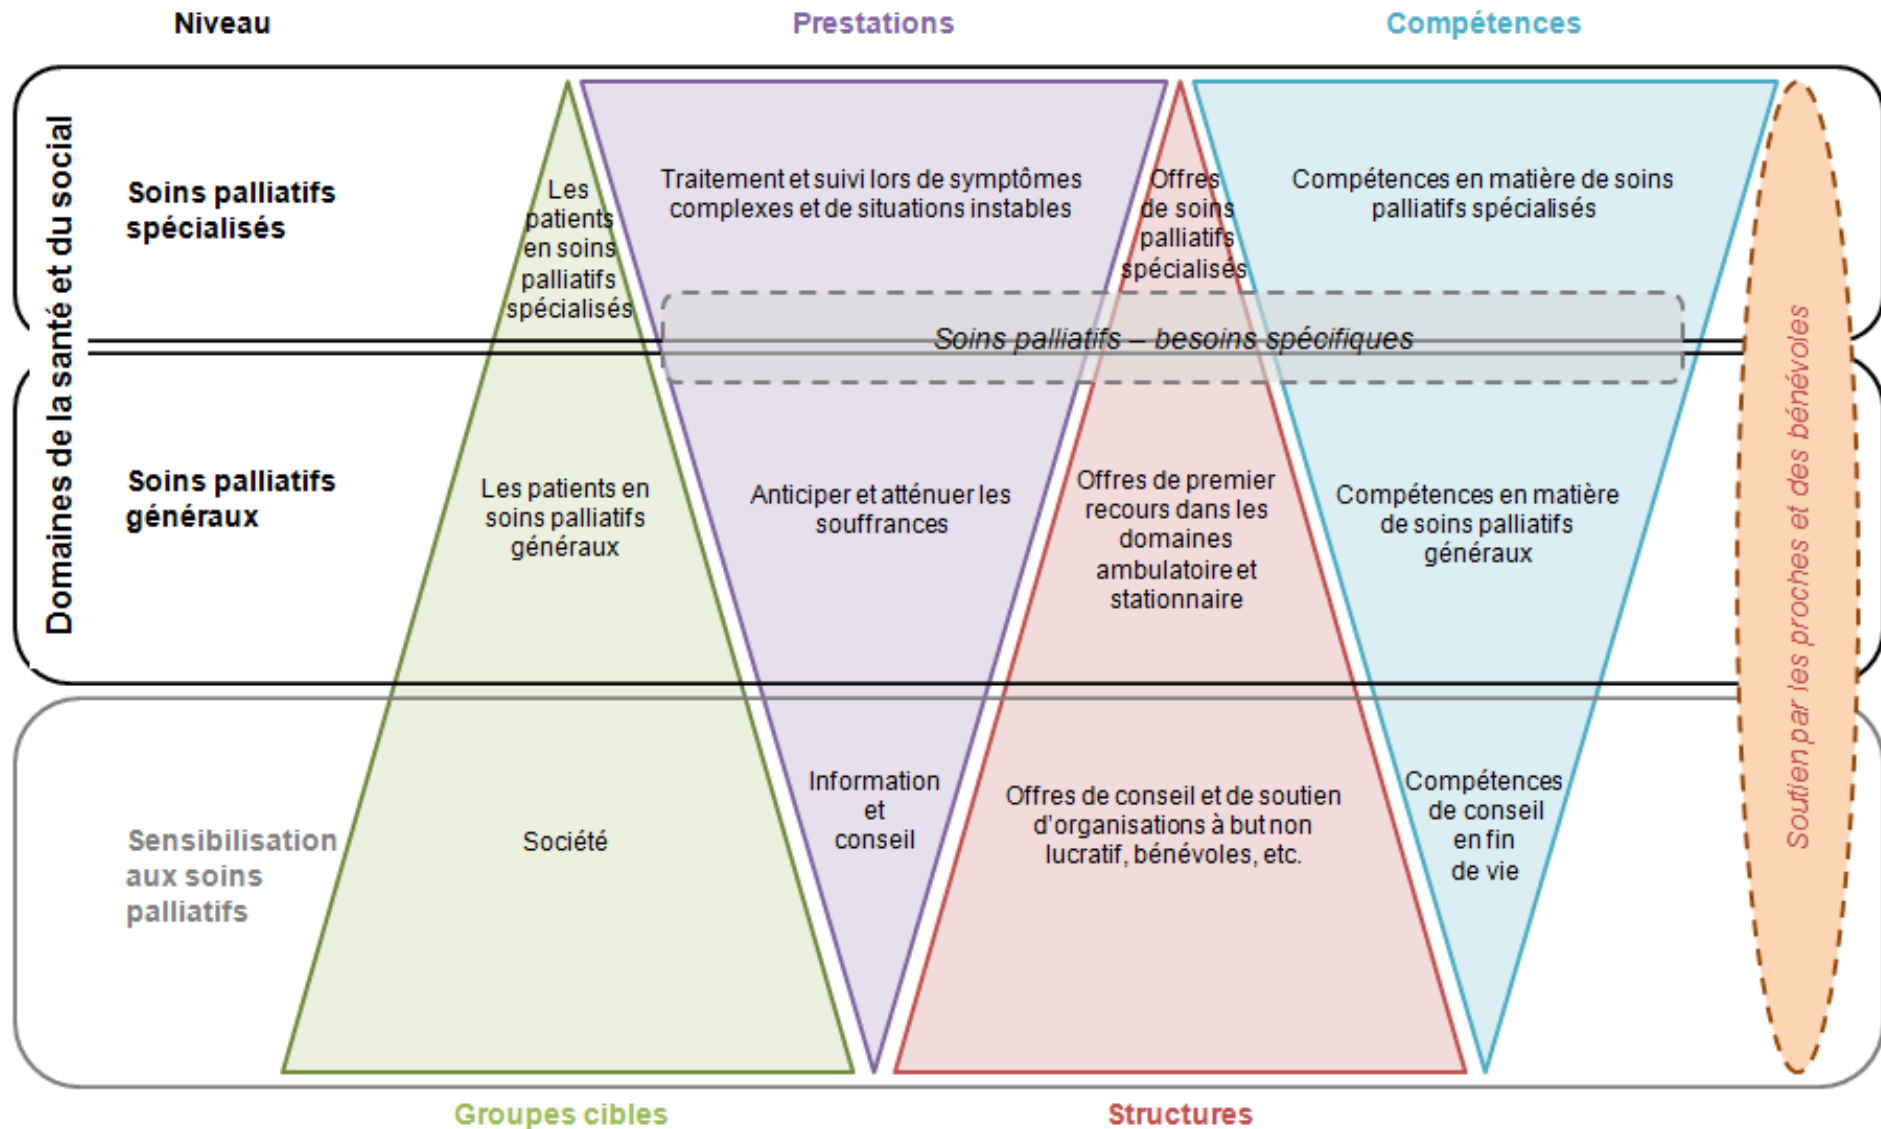 Niveau
Prestations
Compétences
Domaines de la santé et du social
Soins palliatifs
spécialisés
Les
patients
en soins
palliatifs
spécialisés
Traitement et suivi lors de symptômes
complexes et de situations instables
Offres
de soins
palliatifs
spécialisés
Compétences en matière de soins
palliatifs spécialisés
Soins palliatifs – besoins spécifiques
Soins palliatifs
généraux
Les patients en
soins palliatifs
généraux
Anticiper et atténuer les
souffrances
Offres de premier
recours dans les
domaines
ambulatoire et
stationnaire
Compétences en matière
de soins palliatifs
généraux
Soutien par les proches et des bénévoles
Sensibilisation
aux soins
palliatifs
Société
Information
et
conseil
Offres de conseil et de soutien
d'organisations à but non
lucratif, bénévoles, etc.
Compétences
de conseil
en fin
de vie
Groupes cibles
Structures